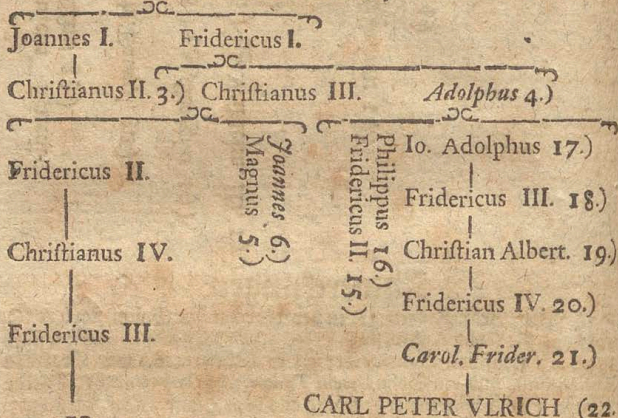 Joannes I. Fridericus I.
Christianus II. 3.) Christianus III. Adolphus 4.)
Fridericus II.
Christianus IV.
Fridericus III.
Magnus 5.)
Joannes. 6.)
Fridericus II. 15.)
Philippus 16.)
Io. Adolphus 17.)
Fridericus III. 18.)
Christian Albert. 19.)
Fridericus IV. 20.)
Carol. Frider. 21.)
CARL PETER VLRICH (22.